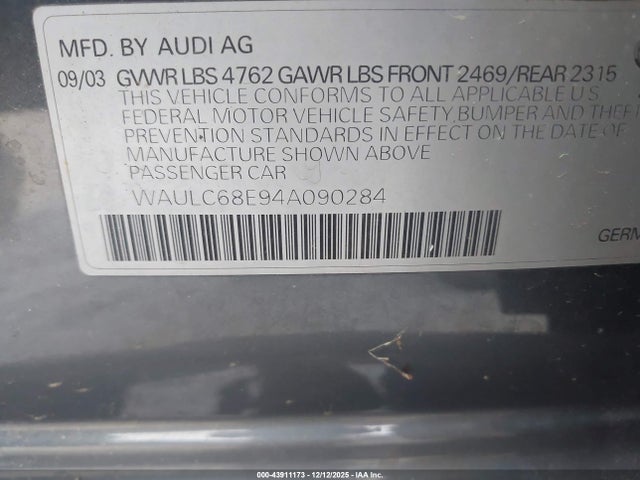 MFD. BY AUDI AG
09/03 GVWR LBS 4762 GAWR LBS FRONT 2469/REAR 2315
THIS VEHICLE CONFORMS TO ALL APPLICABLE U S
FEDERAL MOTOR VEHICLE SAFETY, BUMPER AND THEFT
PREVENTION STANDARDS IN EFFECT ON THE DATE OF
MANUFACTURE SHOWN ABOVE
PASSENGER CAR
WAULC68E94A090284
GERM
000-43911173 - 12/12/2025 - IAA Inc.